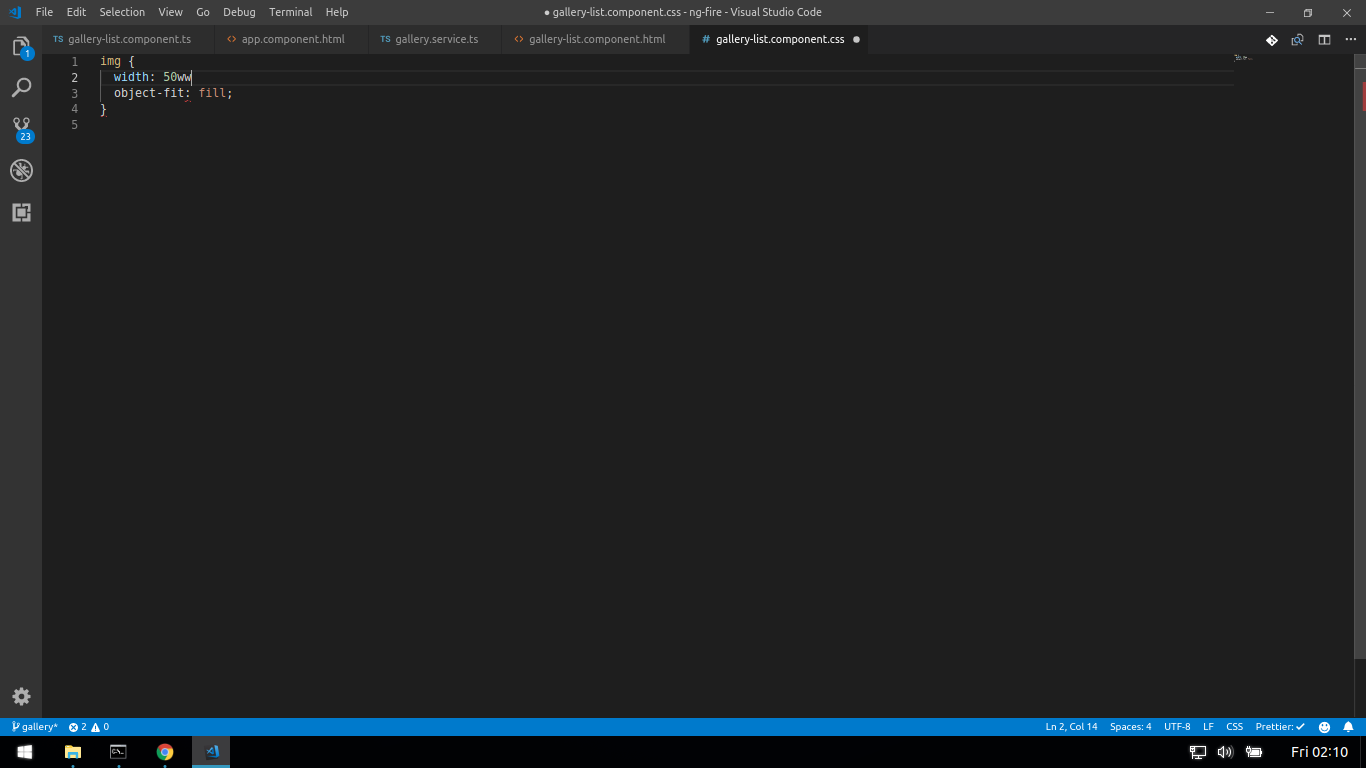 File Edit Selection View Go Debug Terminal Help
● gallery-list.component.css - ng-fire - Visual Studio Code
TS gallery-list.component.ts
<> app.component.html
TS gallery.service.ts
<> gallery-list.component.html
# gallery-list.component.css ●
1
23
1 img {
2 width: 50ww
3 object-fit: fill;
4 }
5
gallery* 2 0
Ln 2, Col 14 Spaces: 4 UTF-8 LF CSS Prettier: ✓
Fri 02:10